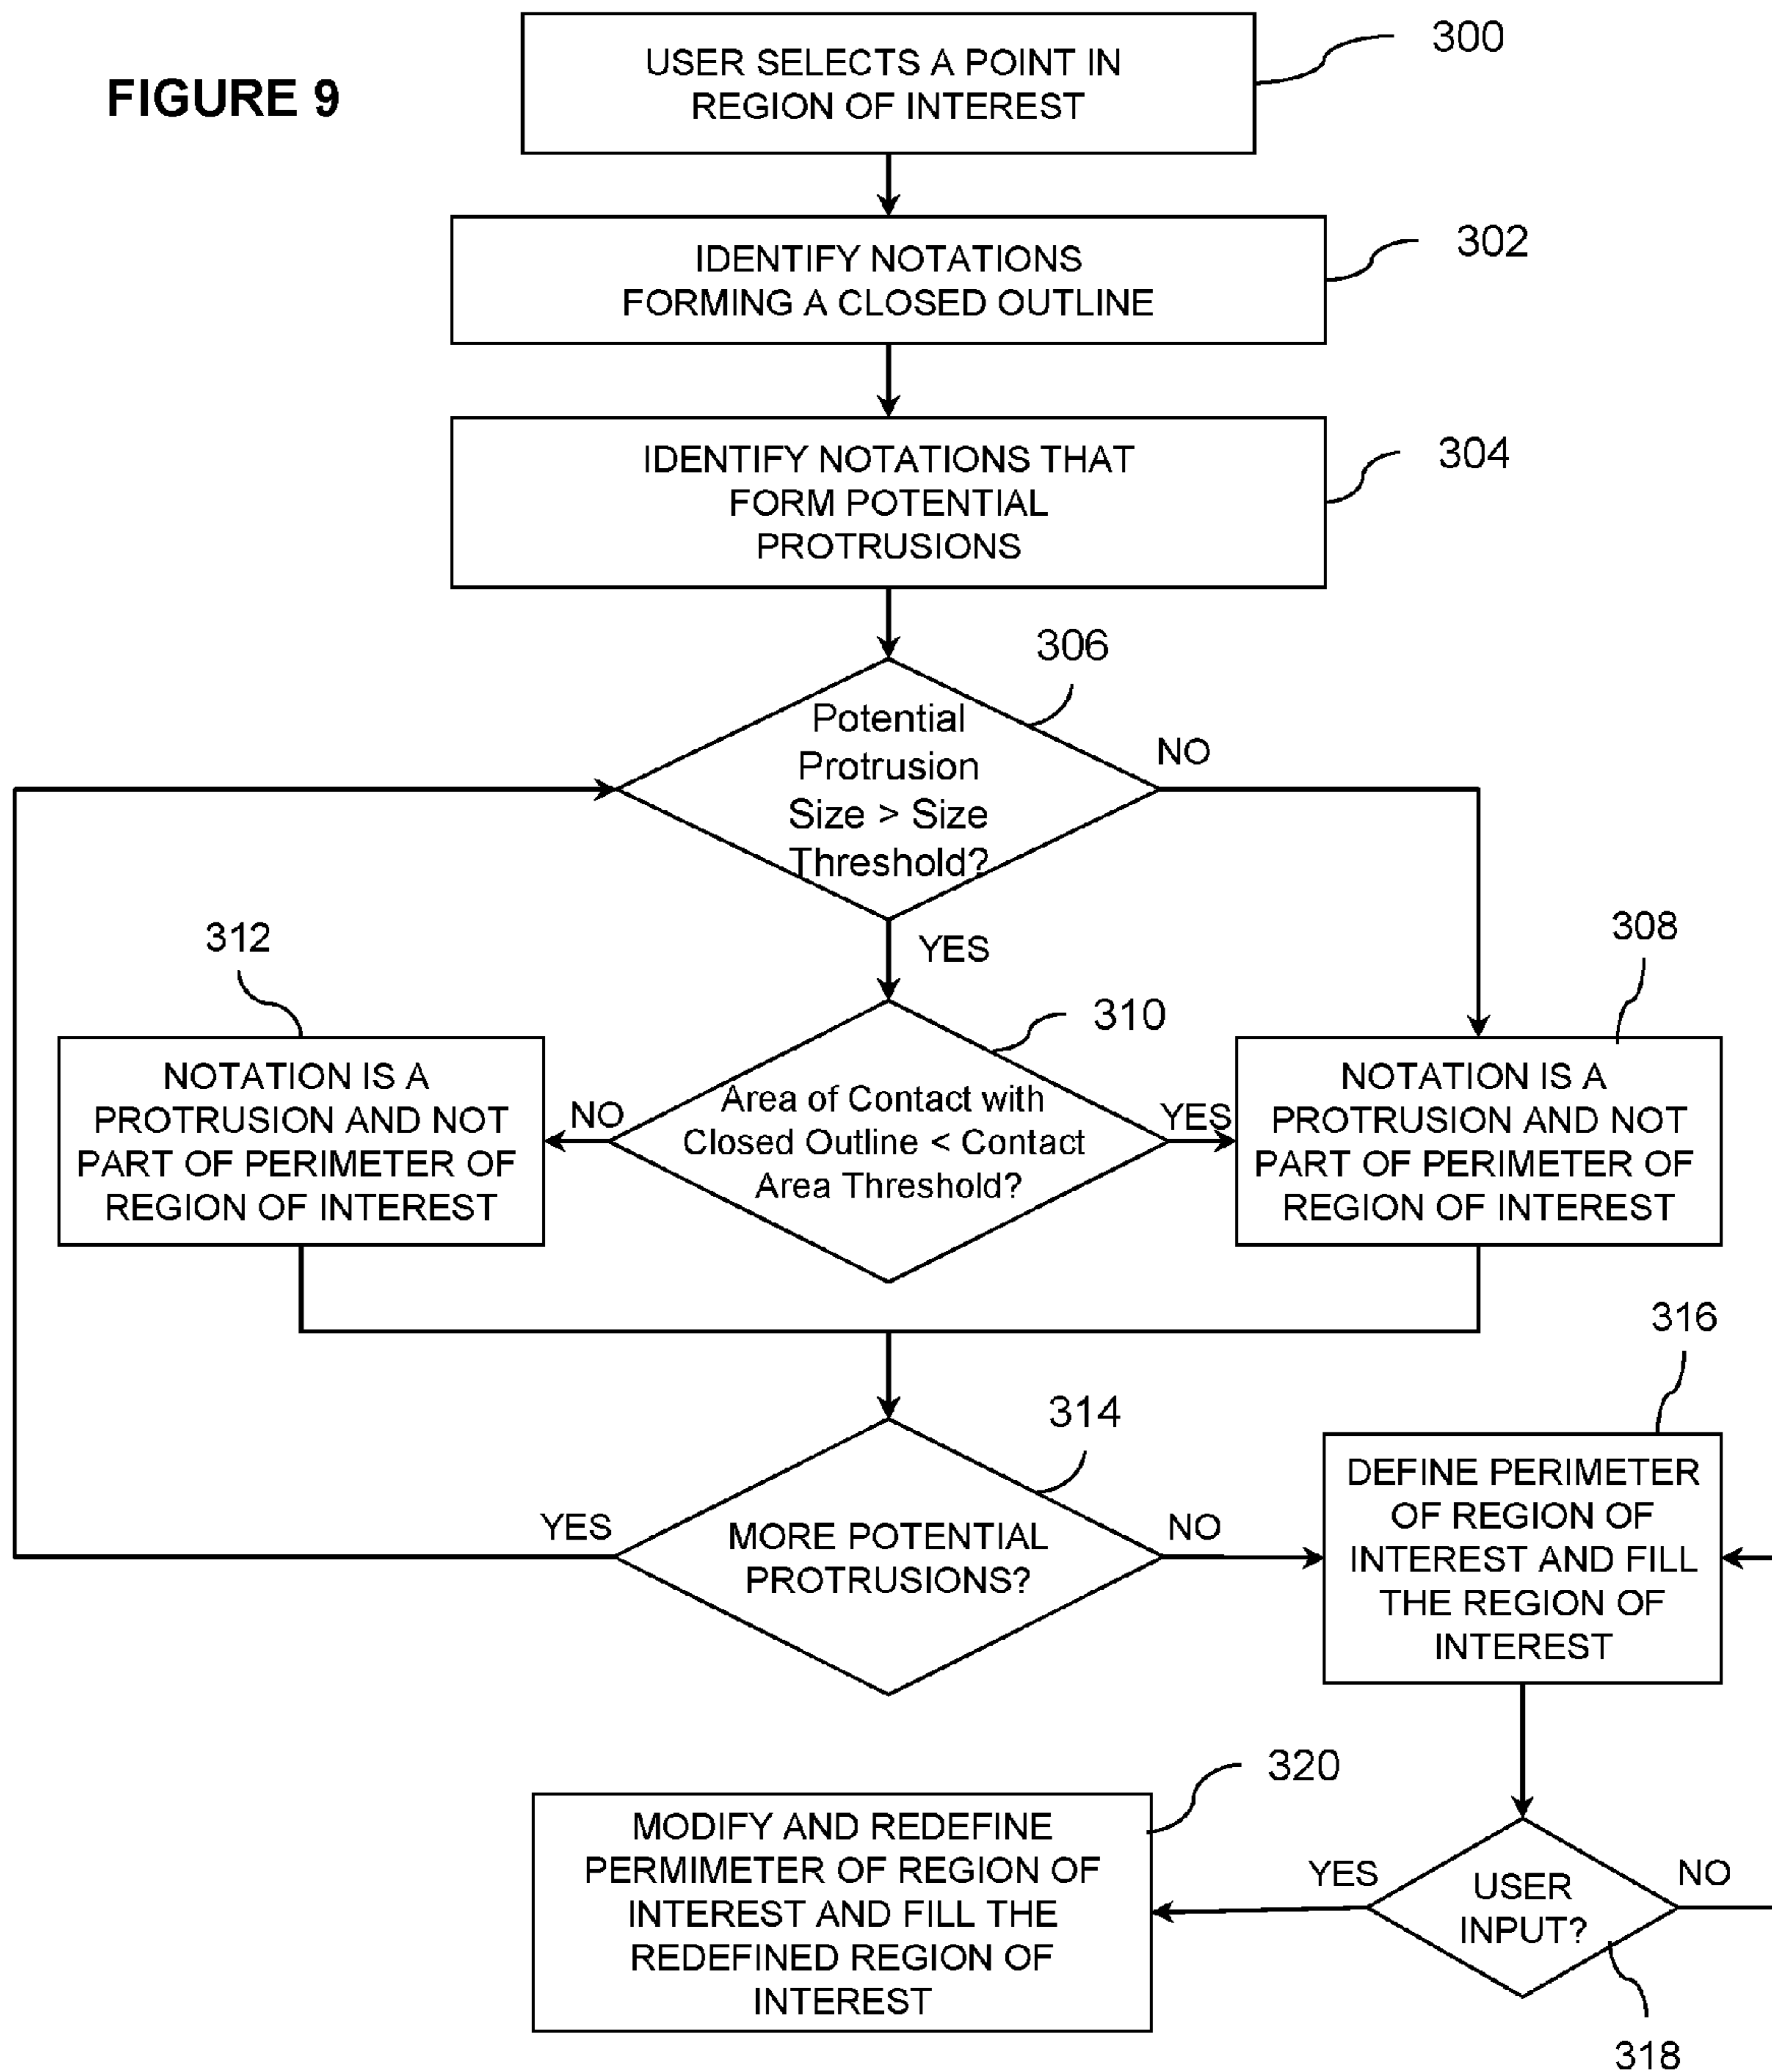 FIGURE 9
300
USER SELECTS A POINT IN
REGION OF INTEREST
302
IDENTIFY NOTATIONS
FORMING A CLOSED OUTLINE
304
IDENTIFY NOTATIONS THAT
FORM POTENTIAL
PROTRUSIONS
306
Potential
Protrusion
Size > Size
Threshold?
NO
YES
312
308
310
NOTATION IS A
PROTRUSION AND NOT
PART OF PERIMETER OF
REGION OF INTEREST
NO
Area of Contact with
Closed Outline < Contact
Area Threshold?
YES
NOTATION IS A
PROTRUSION AND NOT
PART OF PERIMETER OF
REGION OF INTEREST
316
314
YES
MORE POTENTIAL
PROTRUSIONS?
NO
DEFINE PERIMETER
OF REGION OF
INTEREST AND FILL
THE REGION OF
INTEREST
320
MODIFY AND REDEFINE
PERMIMETER OF REGION OF
INTEREST AND FILL THE
REDEFINED REGION OF
INTEREST
YES
USER
INPUT?
NO
318